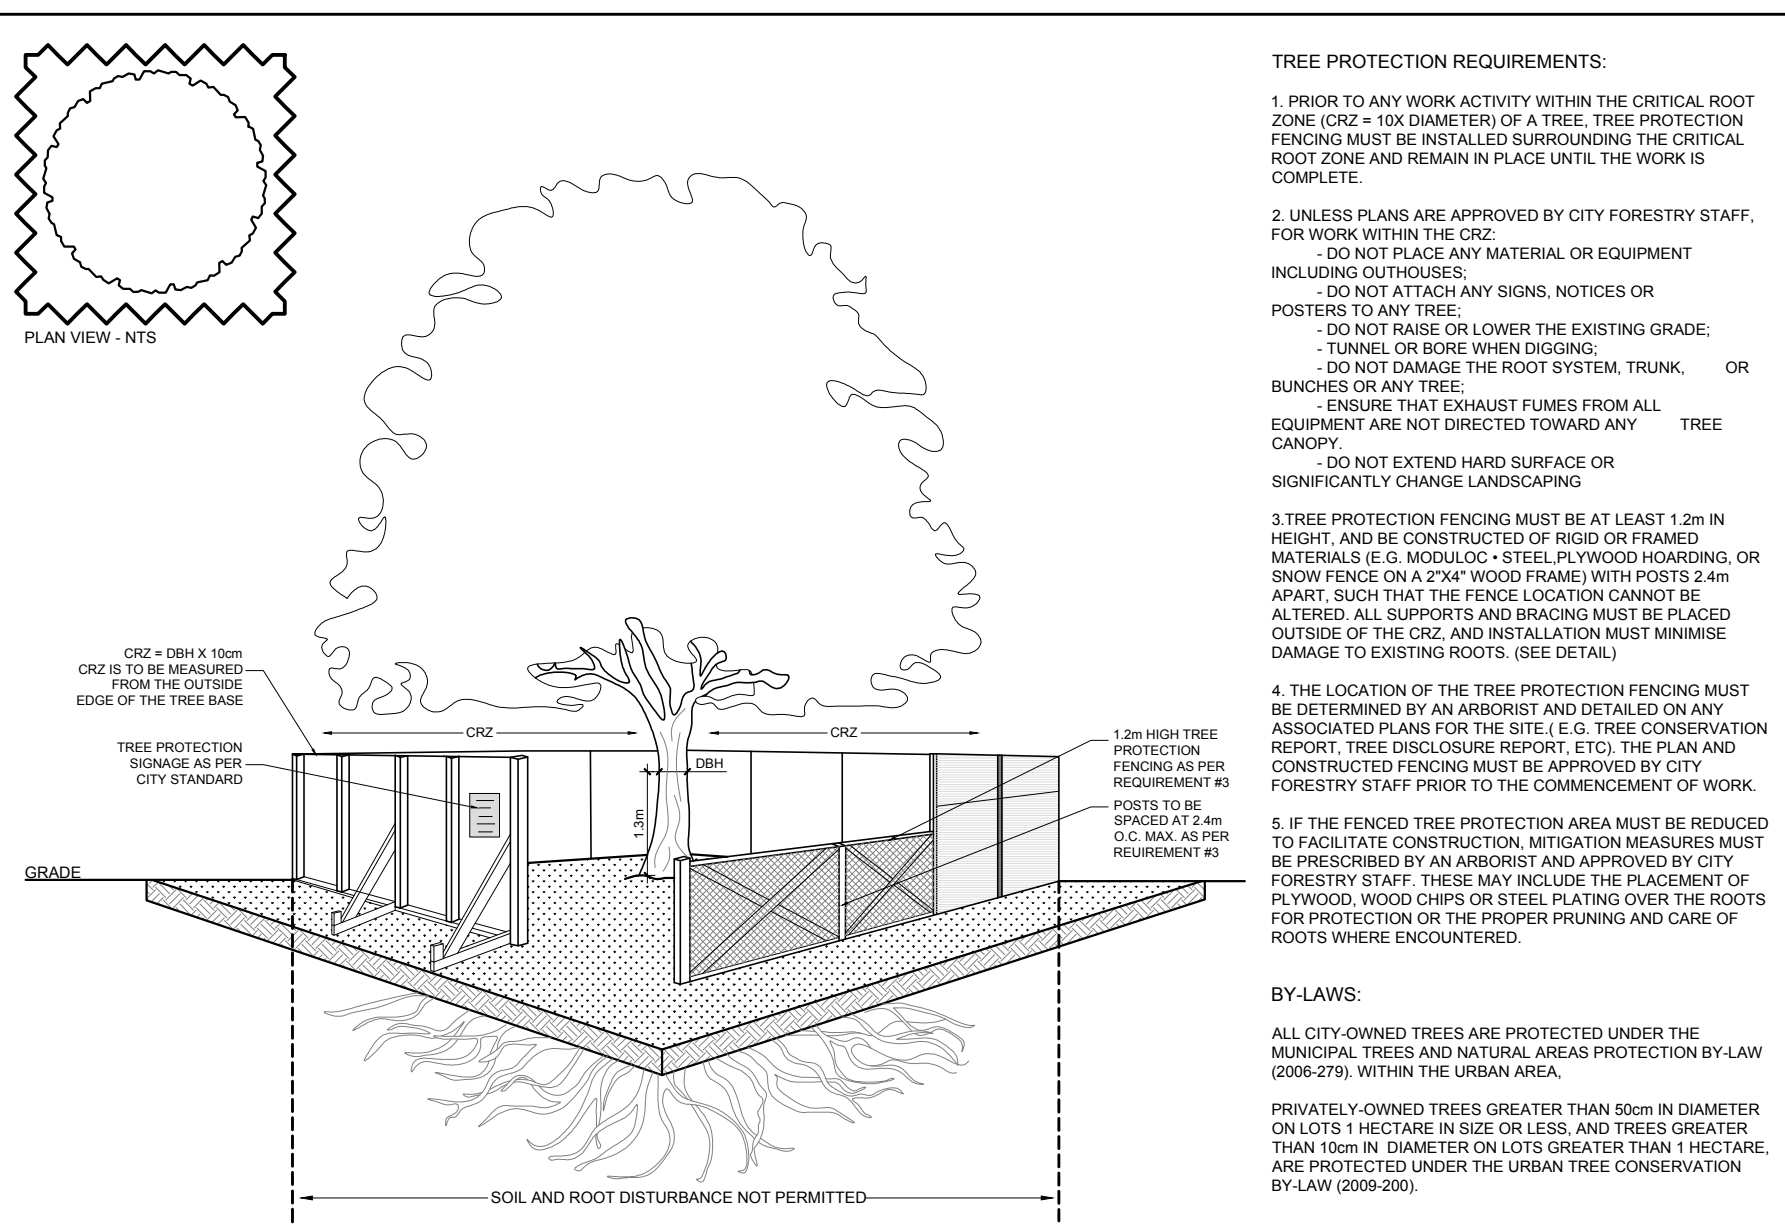 PLAN VIEW - NTS
CRZ = DBH X 10cm
CRZ IS TO BE MEASURED
FROM THE OUTSIDE
EDGE OF THE TREE BASE
TREE PROTECTION
SIGNAGE AS PER
CITY STANDARD
GRADE
CRZ
CRZ
DBH
1.3m
1.2m HIGH TREE
PROTECTION
FENCING AS PER
REQUIREMENT #3
POSTS TO BE
SPACED AT 2.4m
O.C. MAX. AS PER
REUIREMENT #3
SOIL AND ROOT DISTURBANCE NOT PERMITTED
TREE PROTECTION REQUIREMENTS:
1. PRIOR TO ANY WORK ACTIVITY WITHIN THE CRITICAL ROOT
ZONE (CRZ = 10X DIAMETER) OF A TREE, TREE PROTECTION
FENCING MUST BE INSTALLED SURROUNDING THE CRITICAL
ROOT ZONE AND REMAIN IN PLACE UNTIL THE WORK IS
COMPLETE.
2. UNLESS PLANS ARE APPROVED BY CITY FORESTRY STAFF,
FOR WORK WITHIN THE CRZ:
- DO NOT PLACE ANY MATERIAL OR EQUIPMENT
INCLUDING OUTHOUSES;
- DO NOT ATTACH ANY SIGNS, NOTICES OR
POSTERS TO ANY TREE;
- DO NOT RAISE OR LOWER THE EXISTING GRADE;
- TUNNEL OR BORE WHEN DIGGING;
- DO NOT DAMAGE THE ROOT SYSTEM, TRUNK, OR
BUNCHES OR ANY TREE;
- ENSURE THAT EXHAUST FUMES FROM ALL
EQUIPMENT ARE NOT DIRECTED TOWARD ANY TREE
CANOPY.
- DO NOT EXTEND HARD SURFACE OR
SIGNIFICANTLY CHANGE LANDSCAPING
3.TREE PROTECTION FENCING MUST BE AT LEAST 1.2m IN
HEIGHT, AND BE CONSTRUCTED OF RIGID OR FRAMED
MATERIALS (E.G. MODULOC • STEEL,PLYWOOD HOARDING, OR
SNOW FENCE ON A 2"X4" WOOD FRAME) WITH POSTS 2.4m
APART, SUCH THAT THE FENCE LOCATION CANNOT BE
ALTERED. ALL SUPPORTS AND BRACING MUST BE PLACED
OUTSIDE OF THE CRZ, AND INSTALLATION MUST MINIMISE
DAMAGE TO EXISTING ROOTS. (SEE DETAIL)
4. THE LOCATION OF THE TREE PROTECTION FENCING MUST
BE DETERMINED BY AN ARBORIST AND DETAILED ON ANY
ASSOCIATED PLANS FOR THE SITE.( E.G. TREE CONSERVATION
REPORT, TREE DISCLOSURE REPORT, ETC). THE PLAN AND
CONSTRUCTED FENCING MUST BE APPROVED BY CITY
FORESTRY STAFF PRIOR TO THE COMMENCEMENT OF WORK.
5. IF THE FENCED TREE PROTECTION AREA MUST BE REDUCED
TO FACILITATE CONSTRUCTION, MITIGATION MEASURES MUST
BE PRESCRIBED BY AN ARBORIST AND APPROVED BY CITY
FORESTRY STAFF. THESE MAY INCLUDE THE PLACEMENT OF
PLYWOOD, WOOD CHIPS OR STEEL PLATING OVER THE ROOTS
FOR PROTECTION OR THE PROPER PRUNING AND CARE OF
ROOTS WHERE ENCOUNTERED.
BY-LAWS:
ALL CITY-OWNED TREES ARE PROTECTED UNDER THE
MUNICIPAL TREES AND NATURAL AREAS PROTECTION BY-LAW
(2006-279). WITHIN THE URBAN AREA,
PRIVATELY-OWNED TREES GREATER THAN 50cm IN DIAMETER
ON LOTS 1 HECTARE IN SIZE OR LESS, AND TREES GREATER
THAN 10cm IN DIAMETER ON LOTS GREATER THAN 1 HECTARE,
ARE PROTECTED UNDER THE URBAN TREE CONSERVATION
BY-LAW (2009-200).